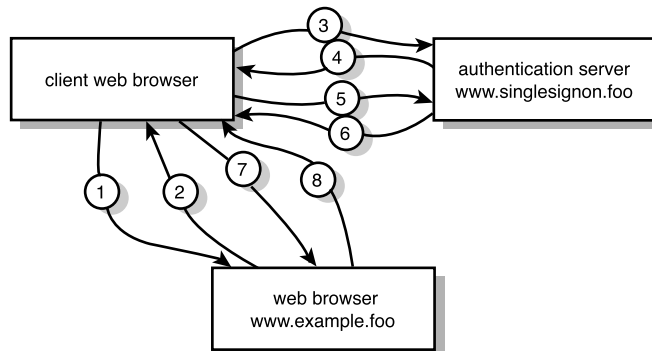 3
4
client web browser
authentication server
www.singlesignon.foo
5
6
1
2
7
8
web browser
www.example.foo